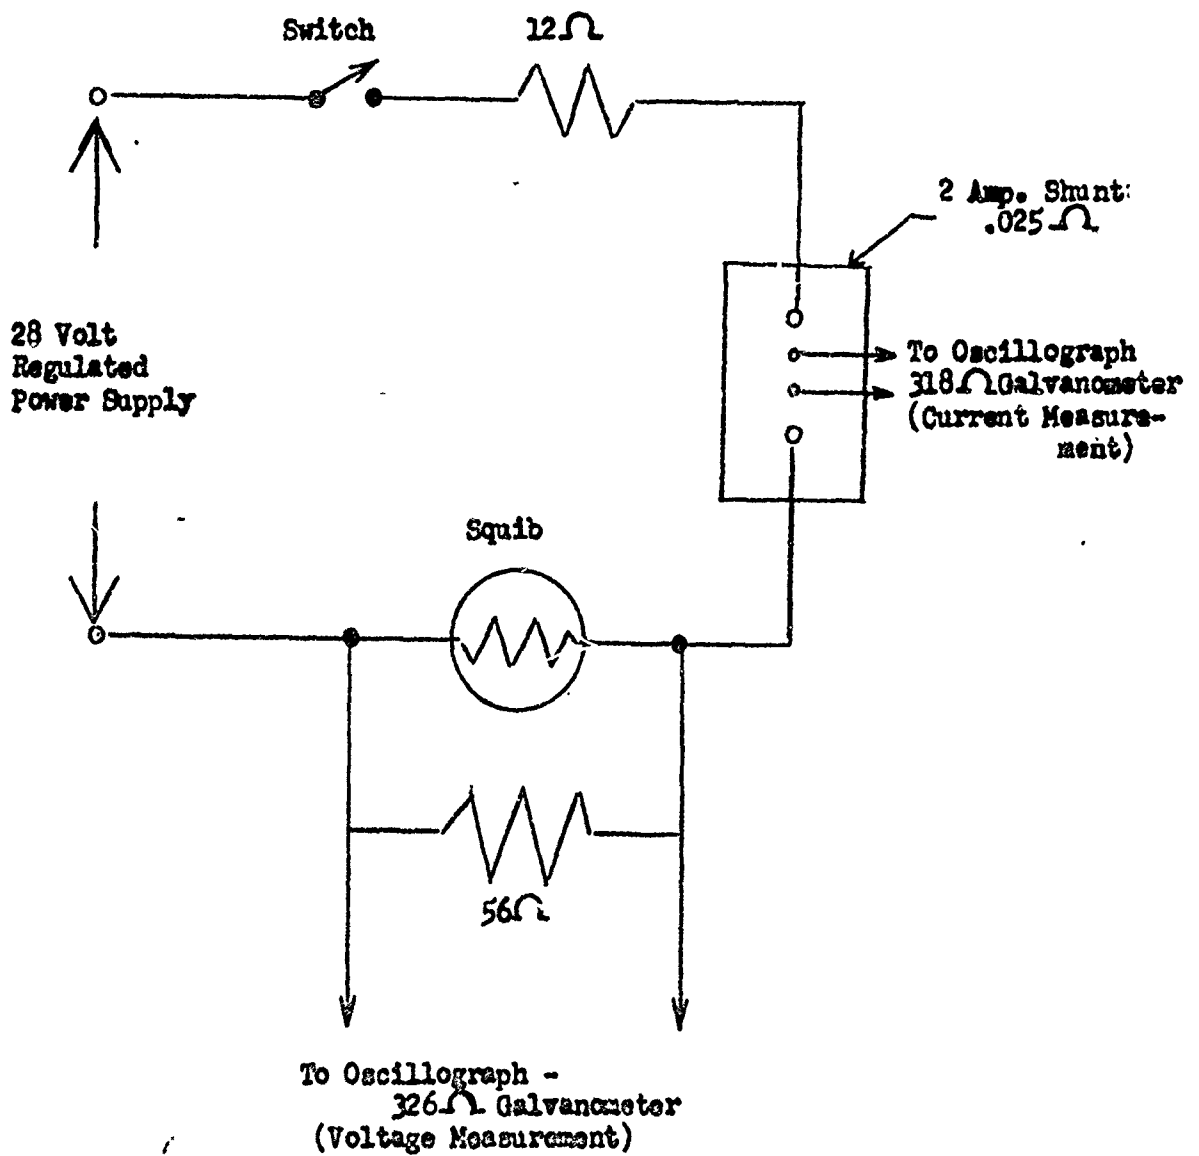 Switch
12Ω
2 Amp. Shunt:
.025Ω
28 Volt
Regulated
Power Supply
To Oscillograph
318Ω Galvanometer
(Current Measure-
ment)
Squib
56Ω
To Oscillograph -
326Ω Galvanometer
(Voltage Measurement)